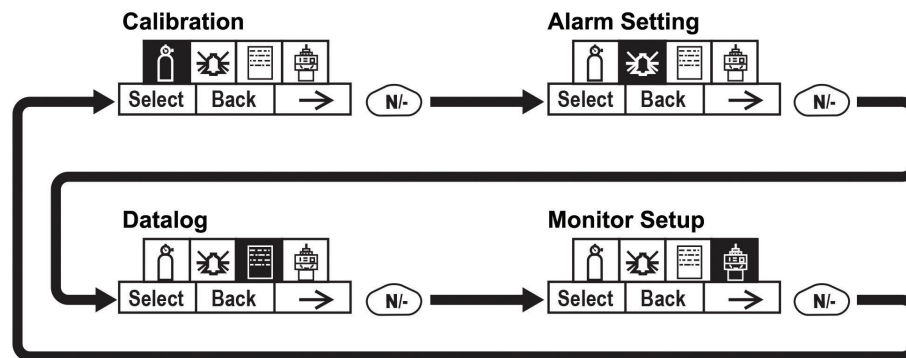 Calibration
Select Back →
N/-
Alarm Setting
Select Back →
N/-
Datalog
Select Back →
N/-
Monitor Setup
Select Back →
N/-